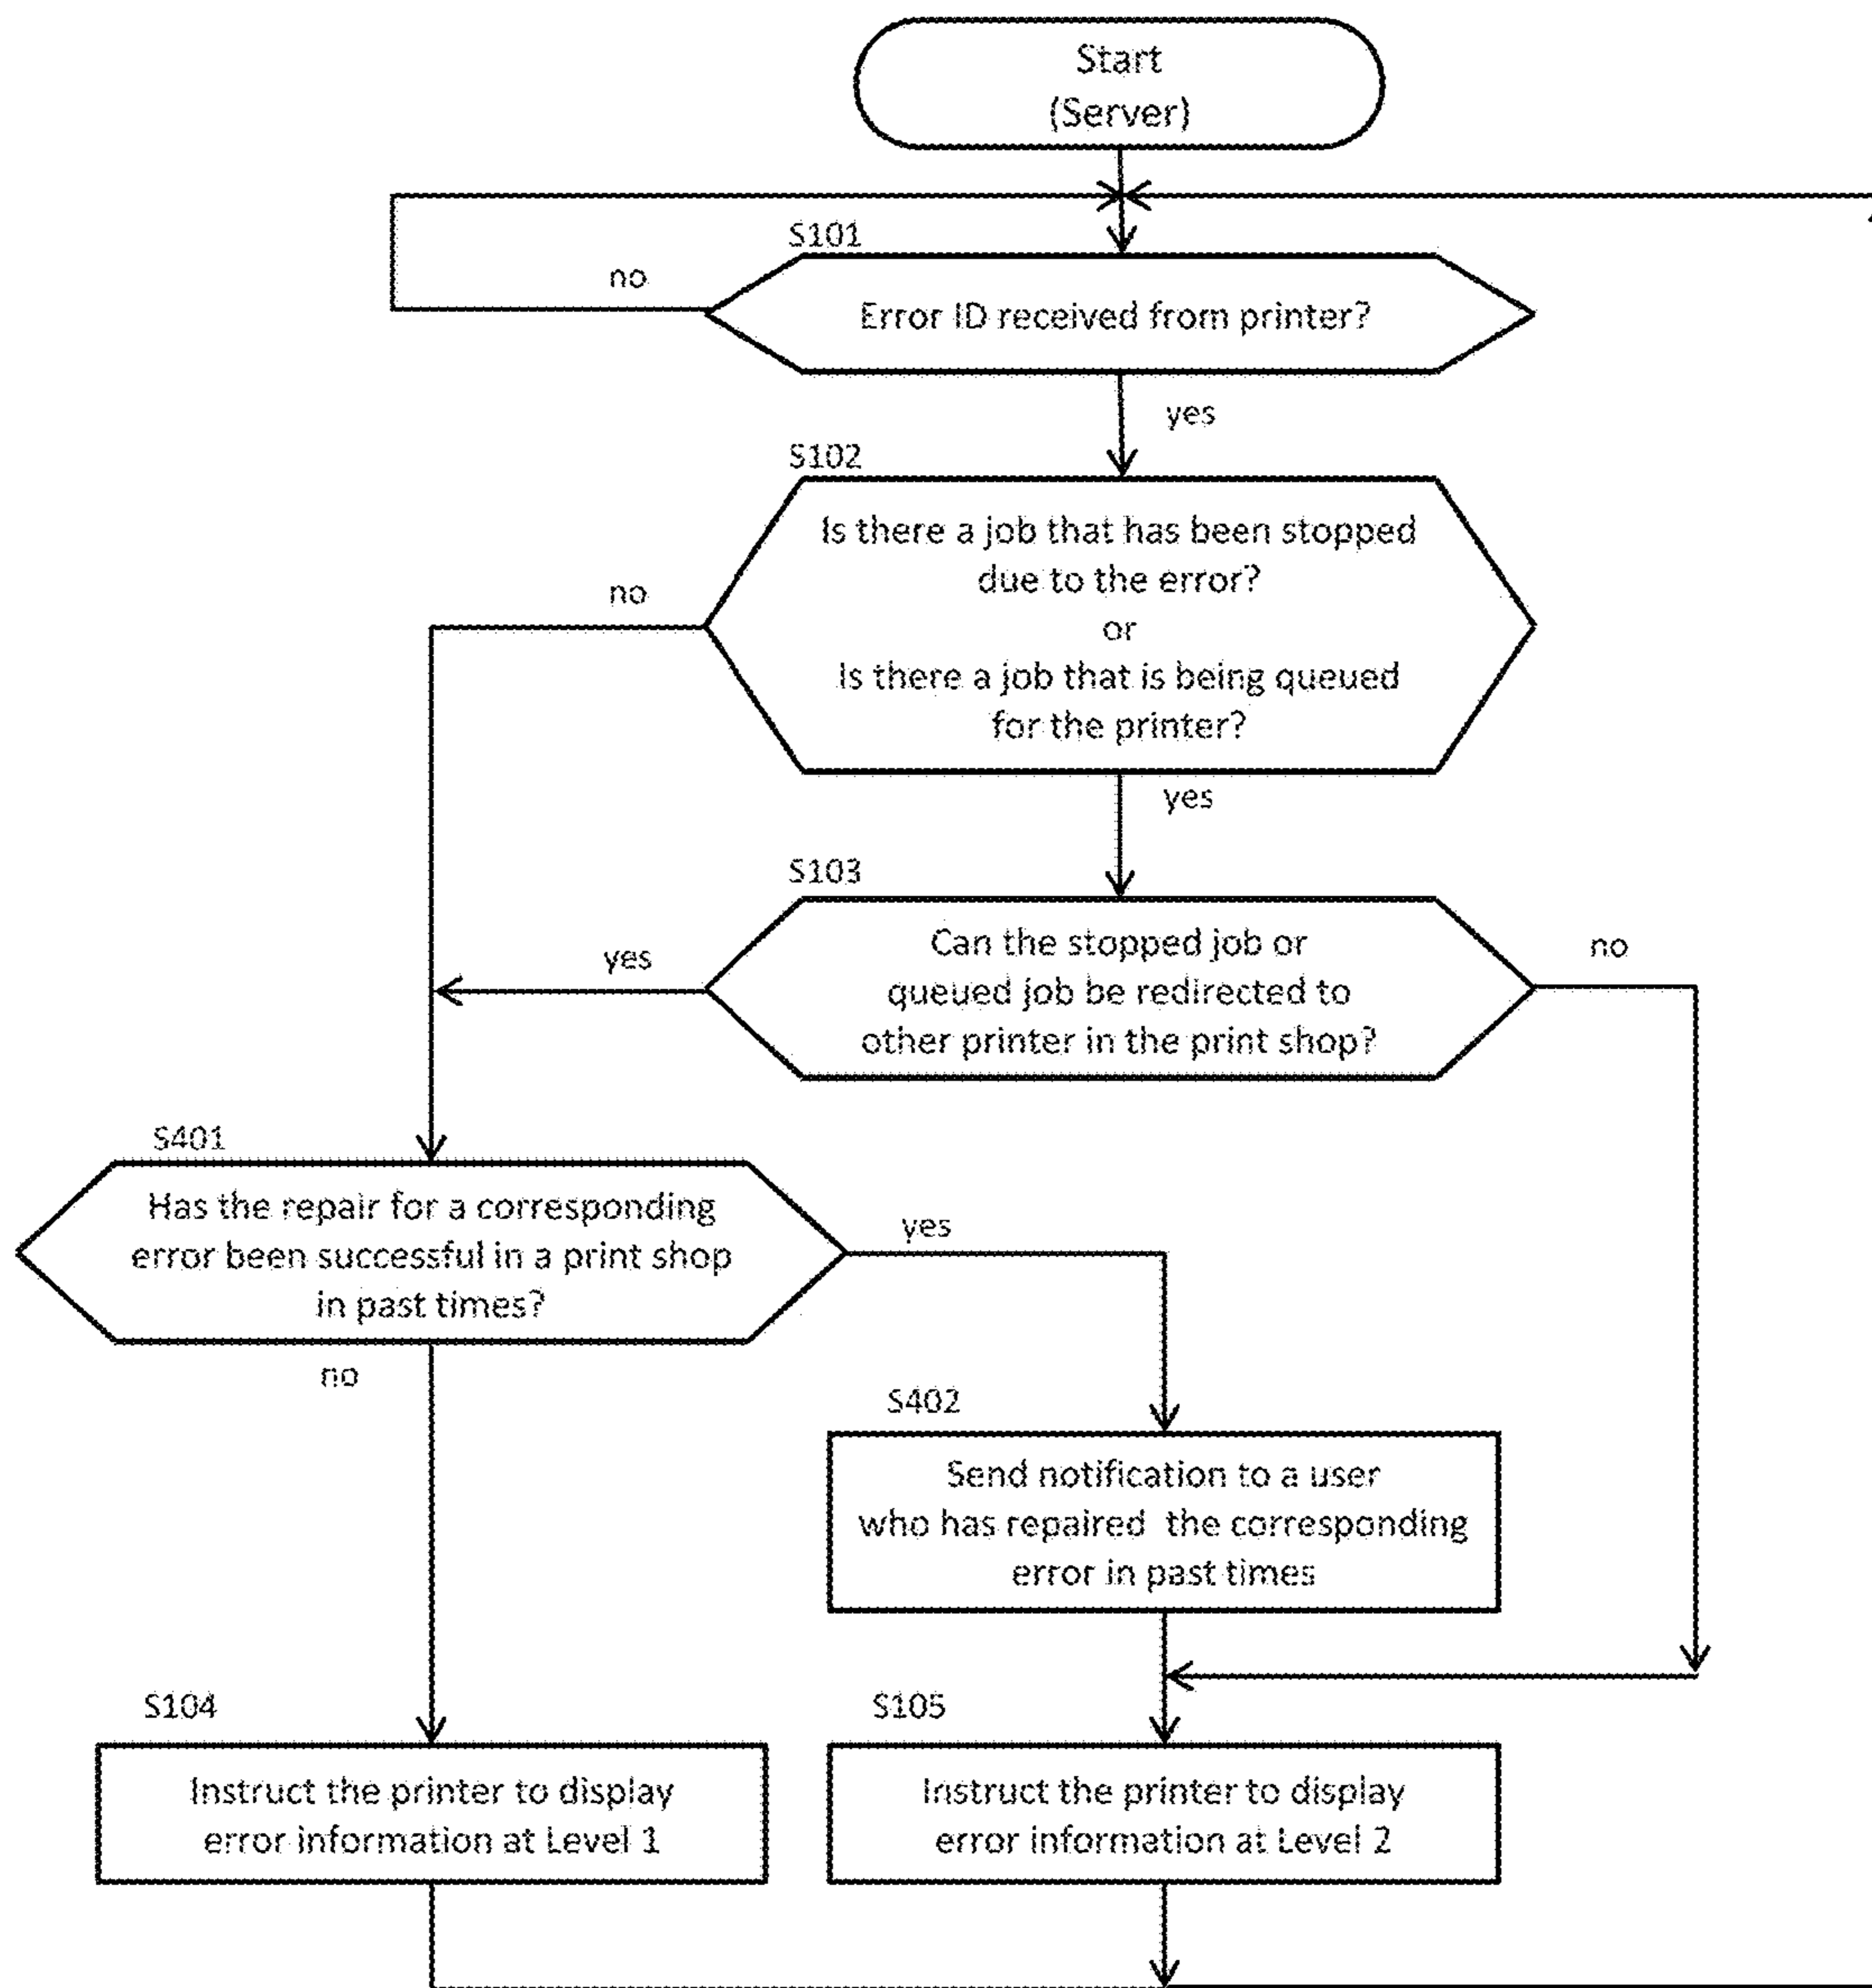 Start
(Server)
S101
no
Error ID received from printer?
yes
S102
Is there a job that has been stopped
due to the error?
or
Is there a job that is being queued
for the printer?
no
yes
S103
Can the stopped job or
queued job be redirected to
other printer in the print shop?
yes
no
S401
Has the repair for a corresponding
error been successful in a print shop
in past times?
yes
no
S402
Send notification to a user
who has repaired the corresponding
error in past times
S104
Instruct the printer to display
error information at Level 1
S105
Instruct the printer to display
error information at Level 2